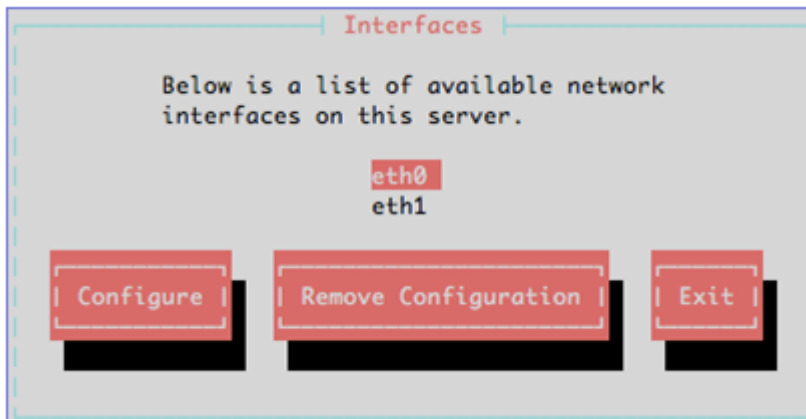 Interfaces
Below is a list of available network
interfaces on this server.
eth0
eth1
Configure Remove Configuration Exit